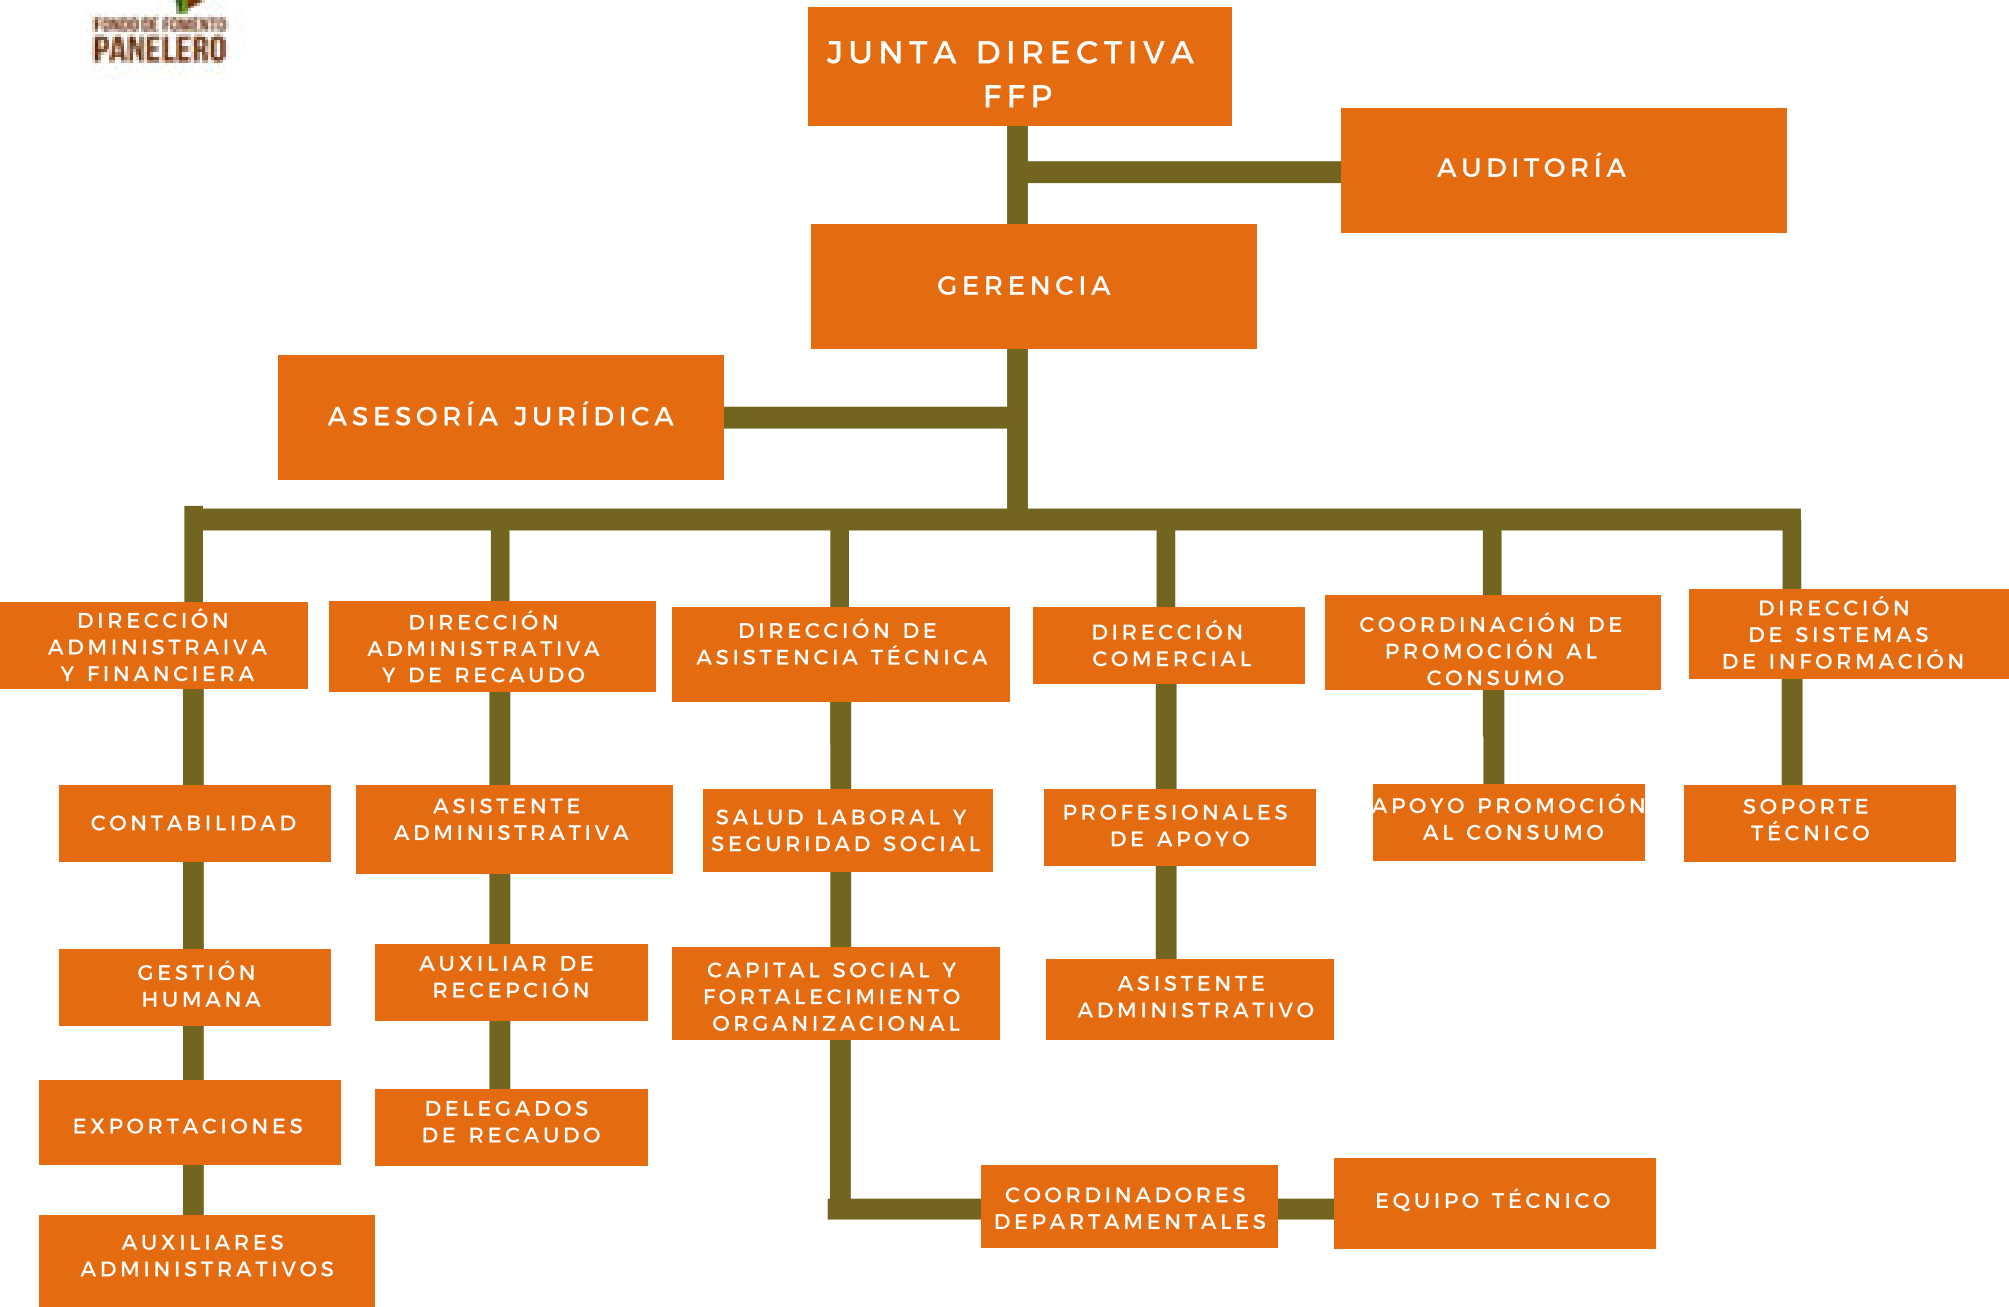 FONDO DE FOMENTO
PANELERO
JUNTA DIRECTIVA
FFP
AUDITORÍA
GERENCIA
ASESORÍA JURÍDICA
DIRECCIÓN
ADMINISTRAIVA
Y FINANCIERA
DIRECCIÓN
ADMINISTRATIVA
Y DE RECAUDO
DIRECCIÓN DE
ASISTENCIA TÉCNICA
DIRECCIÓN
COMERCIAL
COORDINACIÓN DE
PROMOCIÓN AL
CONSUMO
DIRECCIÓN
DE SISTEMAS
DE INFORMACIÓN
CONTABILIDAD
ASISTENTE
ADMINISTRATIVA
SALUD LABORAL Y
SEGURIDAD SOCIAL
PROFESIONALES
DE APOYO
APOYO PROMOCIÓN
AL CONSUMO
SOPORTE
TÉCNICO
GESTIÓN
HUMANA
AUXILIAR DE
RECEPCIÓN
CAPITAL SOCIAL Y
FORTALECIMIENTO
ORGANIZACIONAL
ASISTENTE
ADMINISTRATIVO
EXPORTACIONES
DELEGADOS
DE RECAUDO
COORDINADORES
DEPARTAMENTALES
EQUIPO TÉCNICO
AUXILIARES
ADMINISTRATIVOS